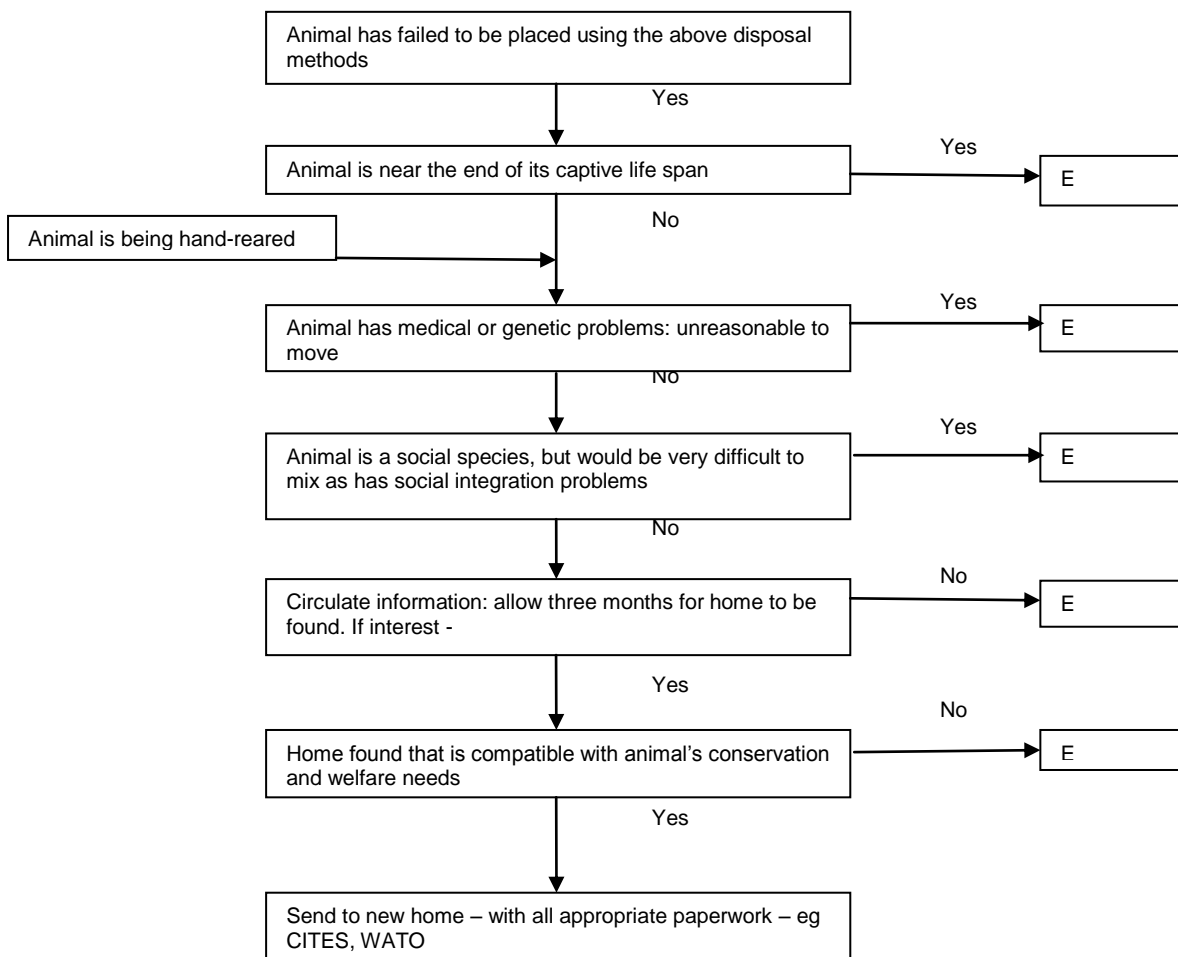 Animal has failed to be placed using the above disposal
methods
Yes
Animal is near the end of its captive life span
Yes
E
No
Animal is being hand-reared
Animal has medical or genetic problems: unreasonable to
move
Yes
E
No
Animal is a social species, but would be very difficult to
mix as has social integration problems
Yes
E
No
Circulate information: allow three months for home to be
found. If interest -
No
E
Yes
Home found that is compatible with animal’s conservation
and welfare needs
No
E
Yes
Send to new home – with all appropriate paperwork – eg
CITES, WATO